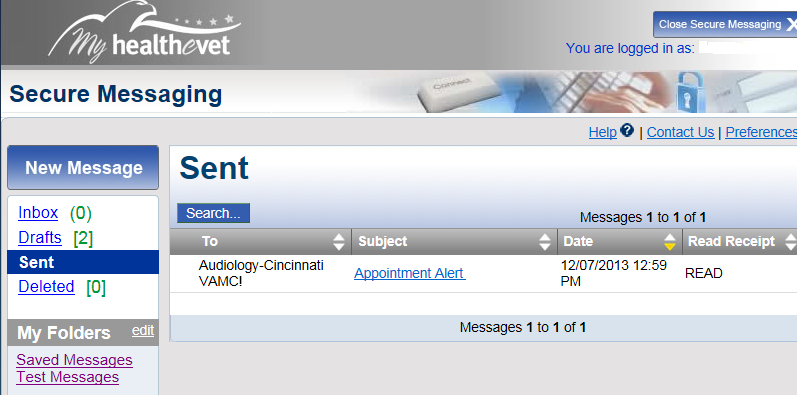 My healthevet
Close Secure Messaging X
You are logged in as:
Secure Messaging
Connect
Help ? | Contact Us | Preferences
New Message
Inbox (0)
Drafts [2]
Sent
Deleted [0]
My Folders edit
Saved Messages
Test Messages
Sent
Search...
Messages 1 to 1 of 1
To Subject Date Read Receipt
Audiology-Cincinnati
VAMC!
Appointment Alert
12/07/2013 12:59
PM
READ
Messages 1 to 1 of 1